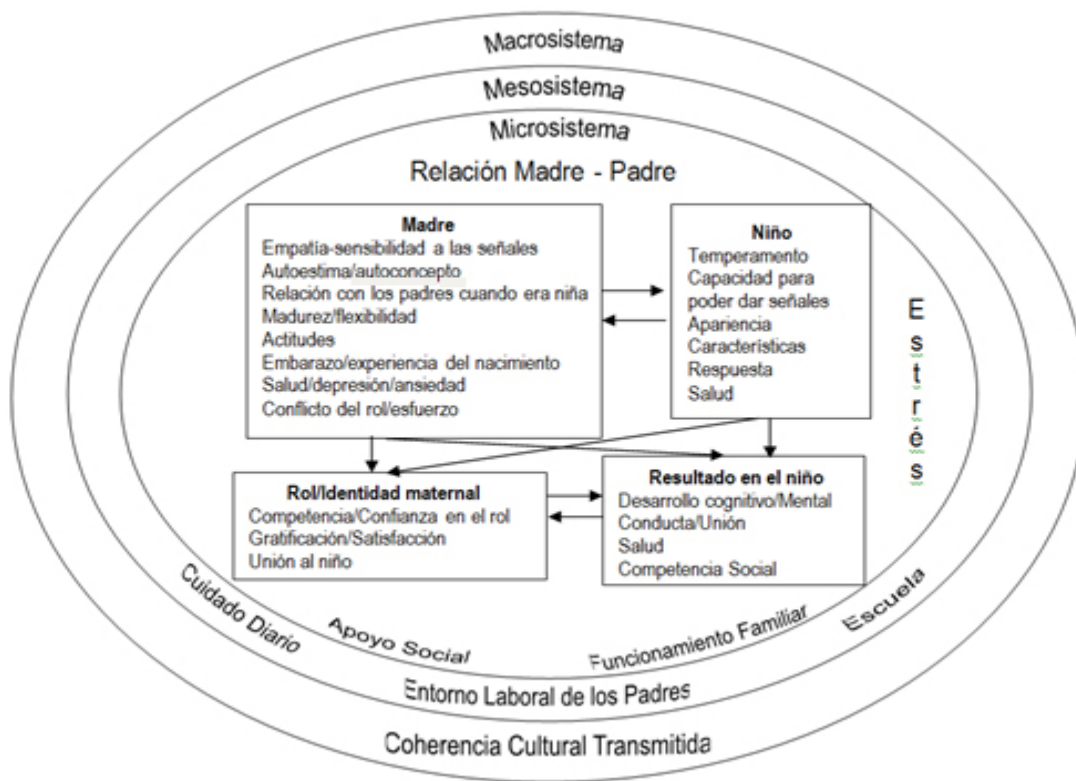 Macrosistema
Mesosistema
Microsistema
Relación Madre - Padre
Madre
Empatía-sensibilidad a las señales
Autoestima/autoconcepto
Relación con los padres cuando era niña
Madurez/flexibilidad
Actitudes
Embarazo/experiencia del nacimiento
Salud/depresión/ansiedad
Conflicto del rol/esfuerzo
Niño
Temperamento
Capacidad para
poder dar señales
Apariencia
Características
Respuesta
Salud
Estrés
Rol/Identidad maternal
Competencia/Confianza en el rol
Gratificación/Satisfacción
Unión al niño
Resultado en el niño
Desarrollo cognitivo/Mental
Conducta/Unión
Salud
Competencia Social
Cuidado Diario
Apoyo Social
Funcionamiento Familiar
Escuela
Entorno Laboral de los Padres
Coherencia Cultural Transmitida